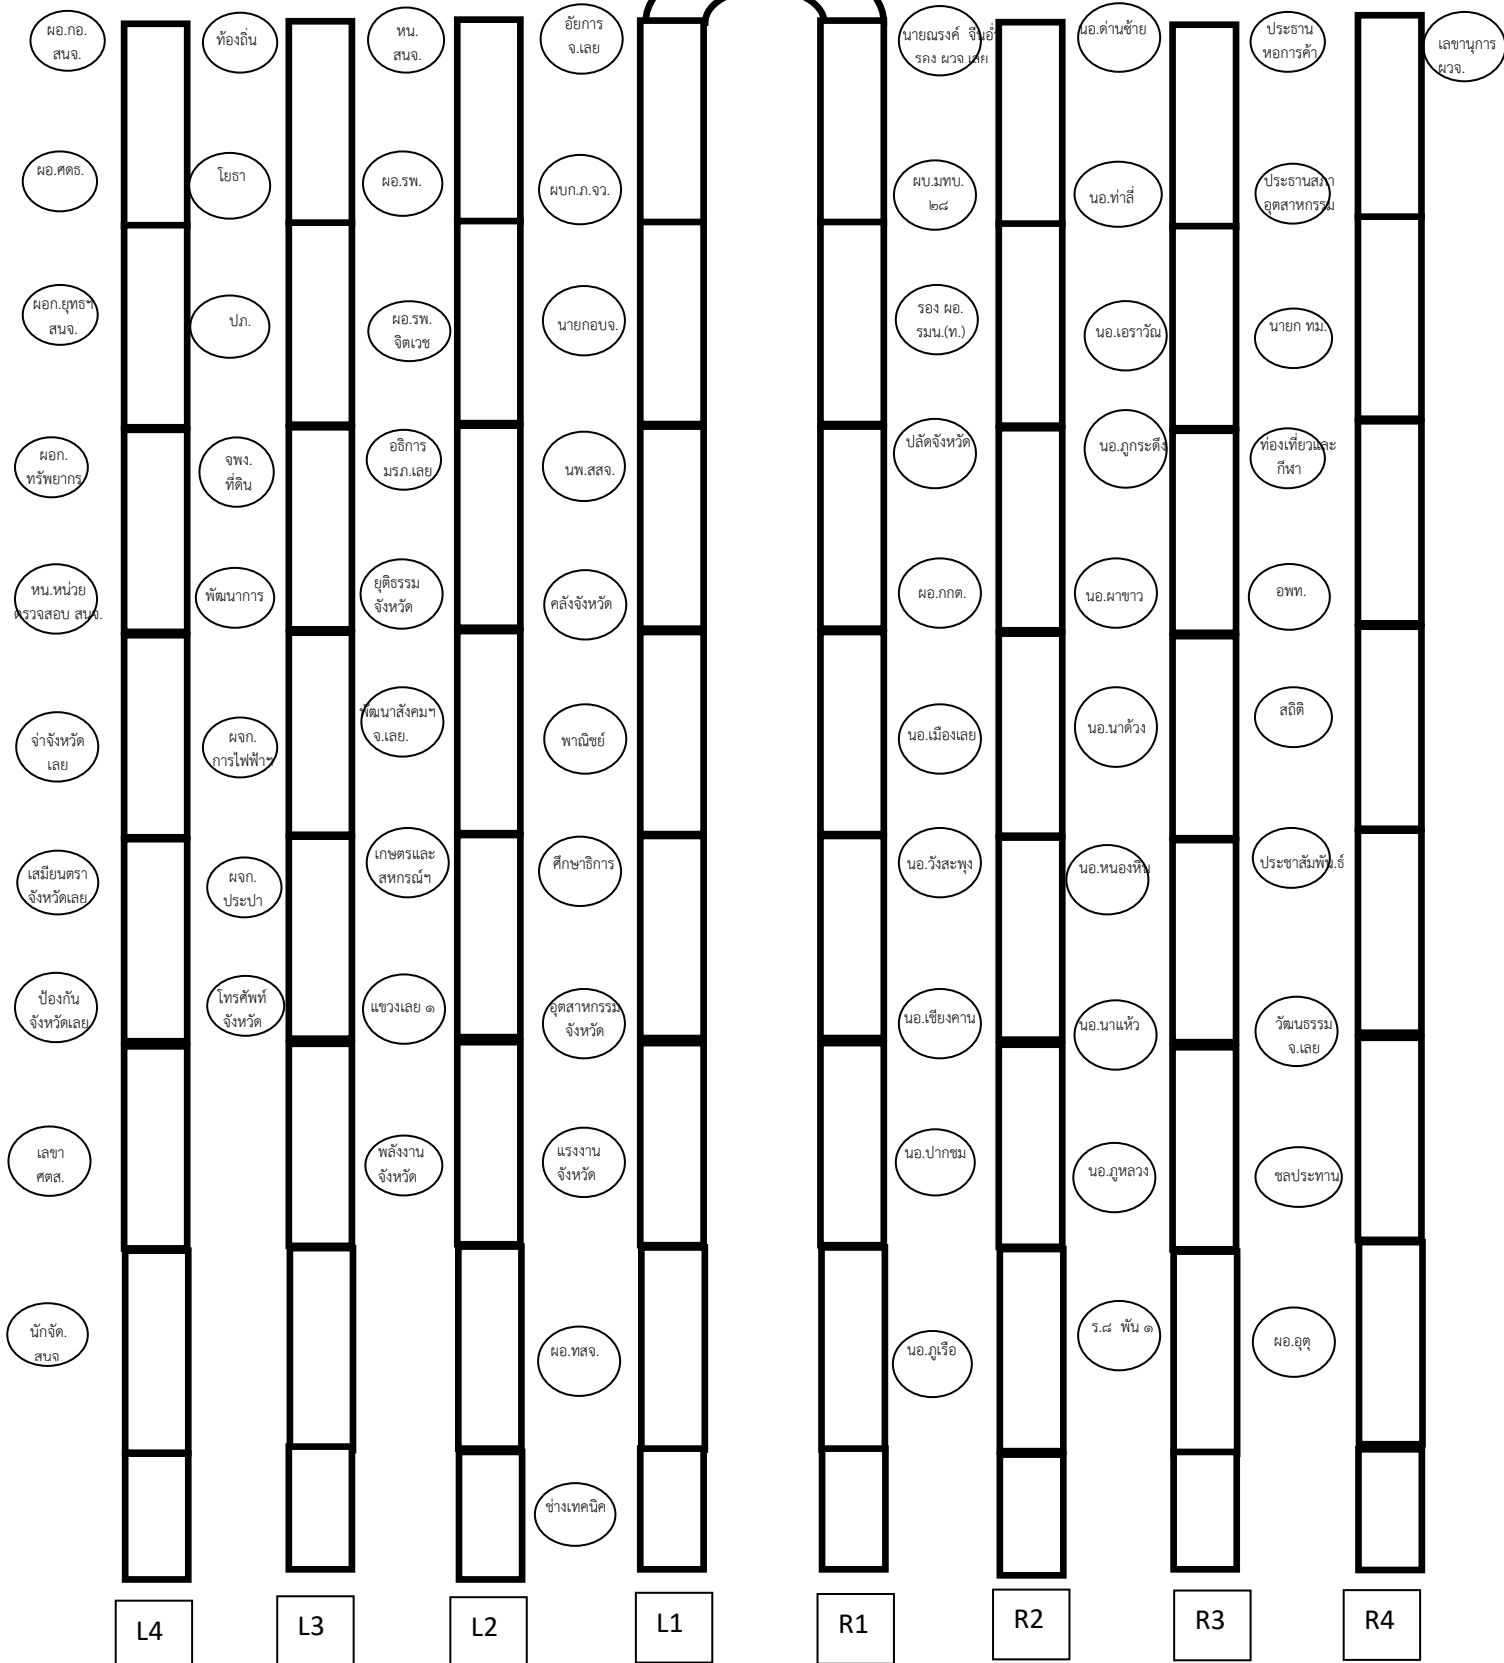 ผอ.กอ.
สนจ.
ท้องถิ่น
หน.
สนจ.
อัยการ
จ.เลย
นายณรงค์ จีนอ่ำ
รอง ผวจ เลย
นอ.ด่านซ้าย
ประธาน
หอการค้า
เลขานุการ
ผวจ.
ผอ.ศดธ.
โยธา
ผอ.รพ.
ผบก.ภ.จว.
ผบ.มทบ.
๒๘
นอ.ท่าลี่
ประธานสภา
อุตสาหกรรม
ผอก.ยุทธฯ
สนจ.
ปภ.
ผอ.รพ.
จิตเวช
นายกอบจ.
รอง ผอ.
รมน.(ท.)
นอ.เอราวัณ
นายก ทม.
ผอก.
ทรัพยากร
จพง.
ที่ดิน
อธิการ
มรภ.เลย
นพ.สสจ.
ปลัดจังหวัด
นอ.ภูกระดึง
ท่องเที่ยวและ
กีฬา
หน.หน่วย
ตรวจสอบ สนจ.
พัฒนาการ
ยุติธรรม
จังหวัด
คลังจังหวัด
ผอ.กกต.
นอ.ผาขาว
อพท.
จ่าจังหวัด
เลย
ผจก.
การไฟฟ้าฯ
พัฒนาสังคมฯ
จ.เลย.
พาณิชย์
นอ.เมืองเลย
นอ.นาด้วง
สถิติ
เสมียนตรา
จังหวัดเลย
ผจก.
ประปา
เกษตรและ
สหกรณ์ฯ
ศึกษาธิการ
นอ.วังสะพุง
นอ.หนองหิน
ประชาสัมพัน.ธ์
ป้องกัน
จังหวัดเลย
โทรศัพท์
จังหวัด
แขวงเลย ๑
อุตสาหกรรม
จังหวัด
นอ.เชียงคาน
นอ.นาแห้ว
วัฒนธรรม
จ.เลย
เลขา
ศตส.
พลังงาน
จังหวัด
แรงงาน
จังหวัด
นอ.ปากชม
นอ.ภูหลวง
ชลประทาน
นักจัด.
สนจ
ผอ.ทสจ.
นอ.ภูเรือ
ร.๘ พัน ๑
ผอ.อุตุ
ช่างเทคนิค
L4
L3
L2
L1
R1
R2
R3
R4